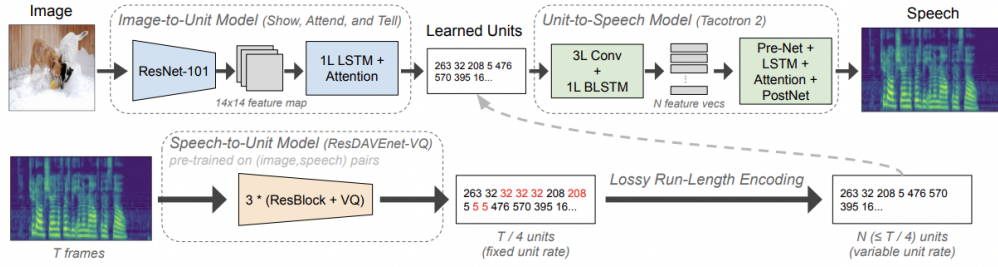 Image
Image-to-Unit Model (Show, Attend, and Tell)
ResNet-101
14x14 feature map
1L LSTM +
Attention
Learned Units
263 32 208 5 476
570 395 16...
Unit-to-Speech Model (Tacotron 2)
3L Conv
+
1L BLSTM
N feature vecs
Pre-Net +
LSTM +
Attention +
PostNet
Speech
T frames
Speech-to-Unit Model (ResDAVEnet-VQ)
pre-trained on (image,speech) pairs
3 * (ResBlock + VQ)
263 32 32 32 32 208 208
5 5 5 476 570 395 16...
T / 4 units
(fixed unit rate)
Lossy Run-Length Encoding
263 32 208 5 476 570
395 16...
N (≤ T / 4) units
(variable unit rate)